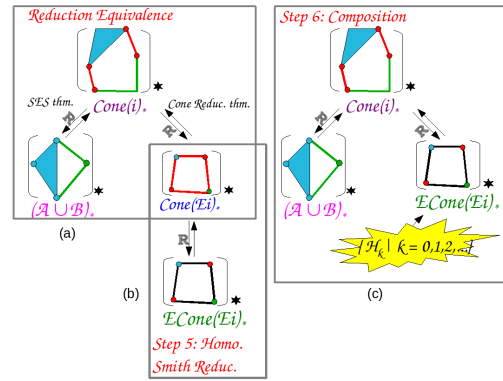 Reduction Equivalence
Cone(i)*
SES thm.
Cone Reduc. thm.
R
R
(A ∪ B)*
Cone(Ei)*
(a)
R
(b)
ECone(Ei)*
Step 5: Homo.
Smith Reduc.
Step 6: Composition
Cone(i)*
R
R
(A ∪ B)*
ECone(Ei)*
{H_k | k = 0,1,2,...}
(c)